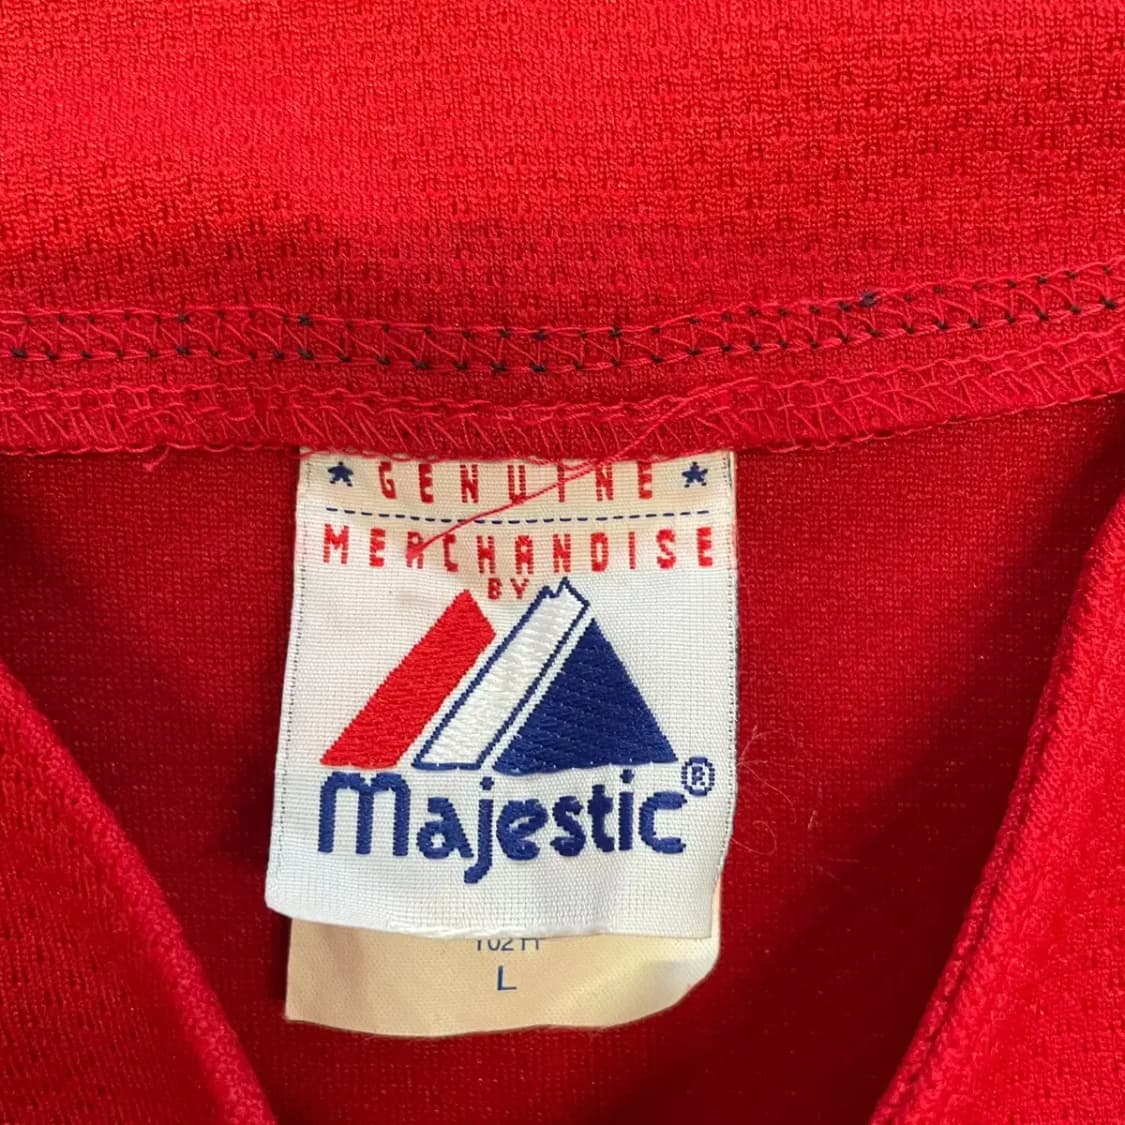 ★ GENUINE ★
MERCHANDISE
BY
majestic®
L